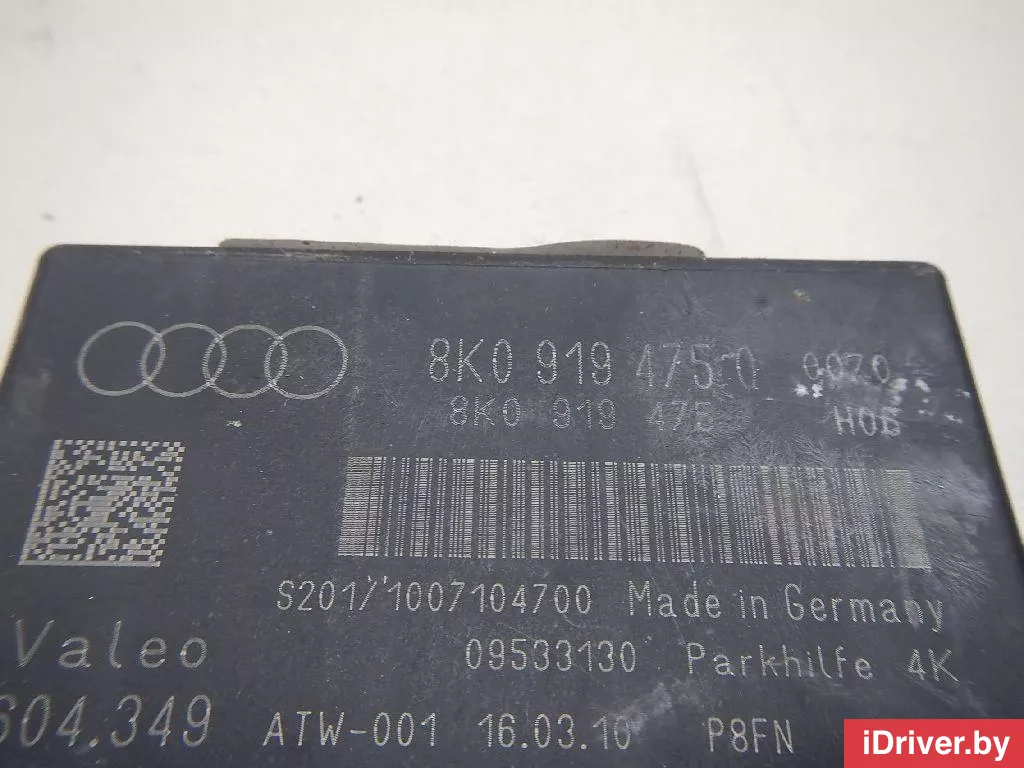 8K0 919 475 Q 0070
8K0 919 475 H06
S201/1007104700 Made in Germany
Valeo 09533130 Parkhilfe 4K
604.349 ATW-001 16.03.10 P8FN
iDriver.by